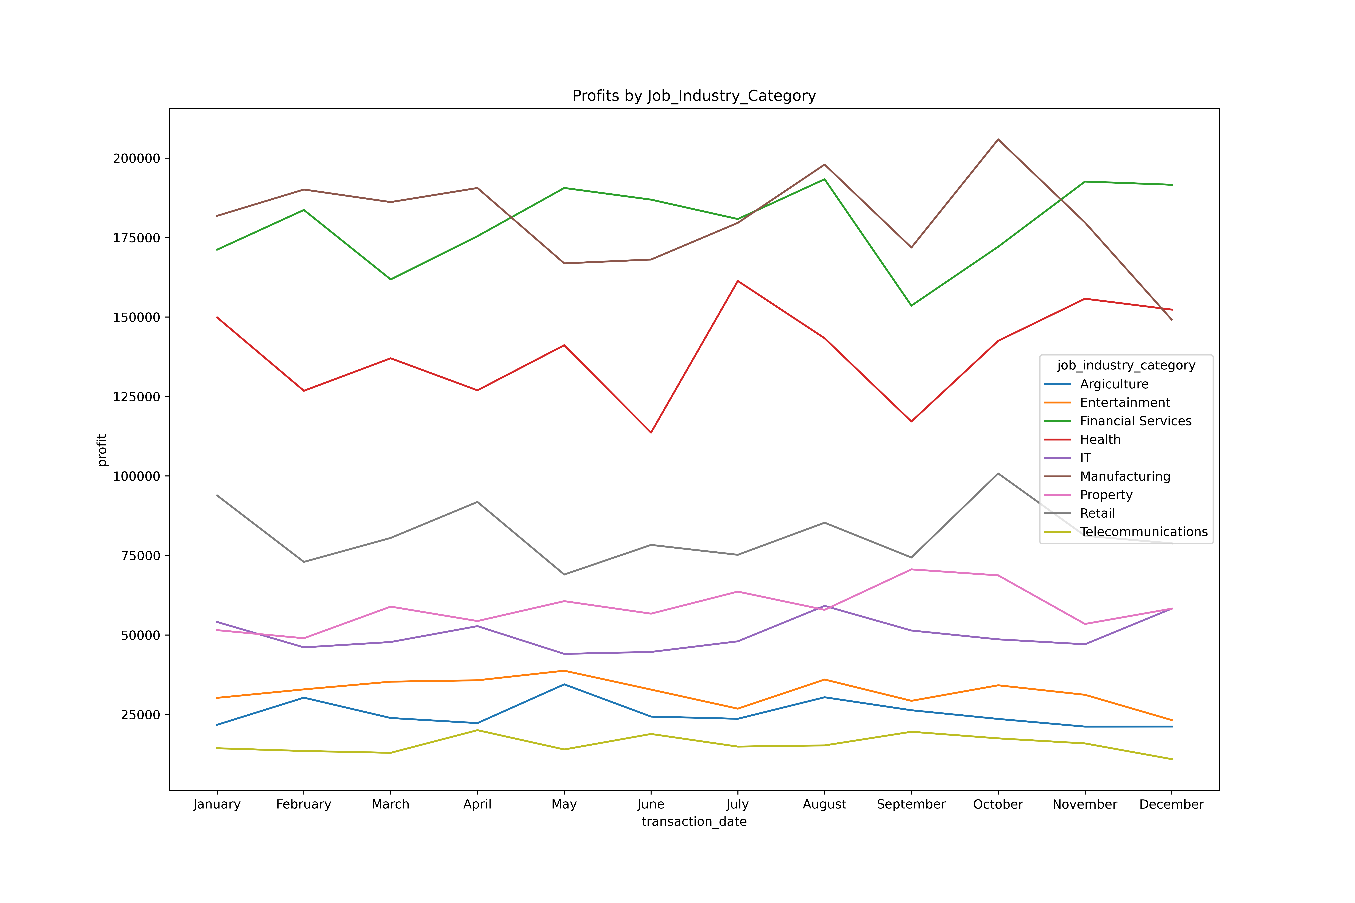 Profits by Job_Industry_Category
200000
175000
150000
125000
100000
75000
50000
25000
profit
job_industry_category
Argiculture
Entertainment
Financial Services
Health
IT
Manufacturing
Property
Retail
Telecommunications
January February March April May June July August September October November December
transaction_date